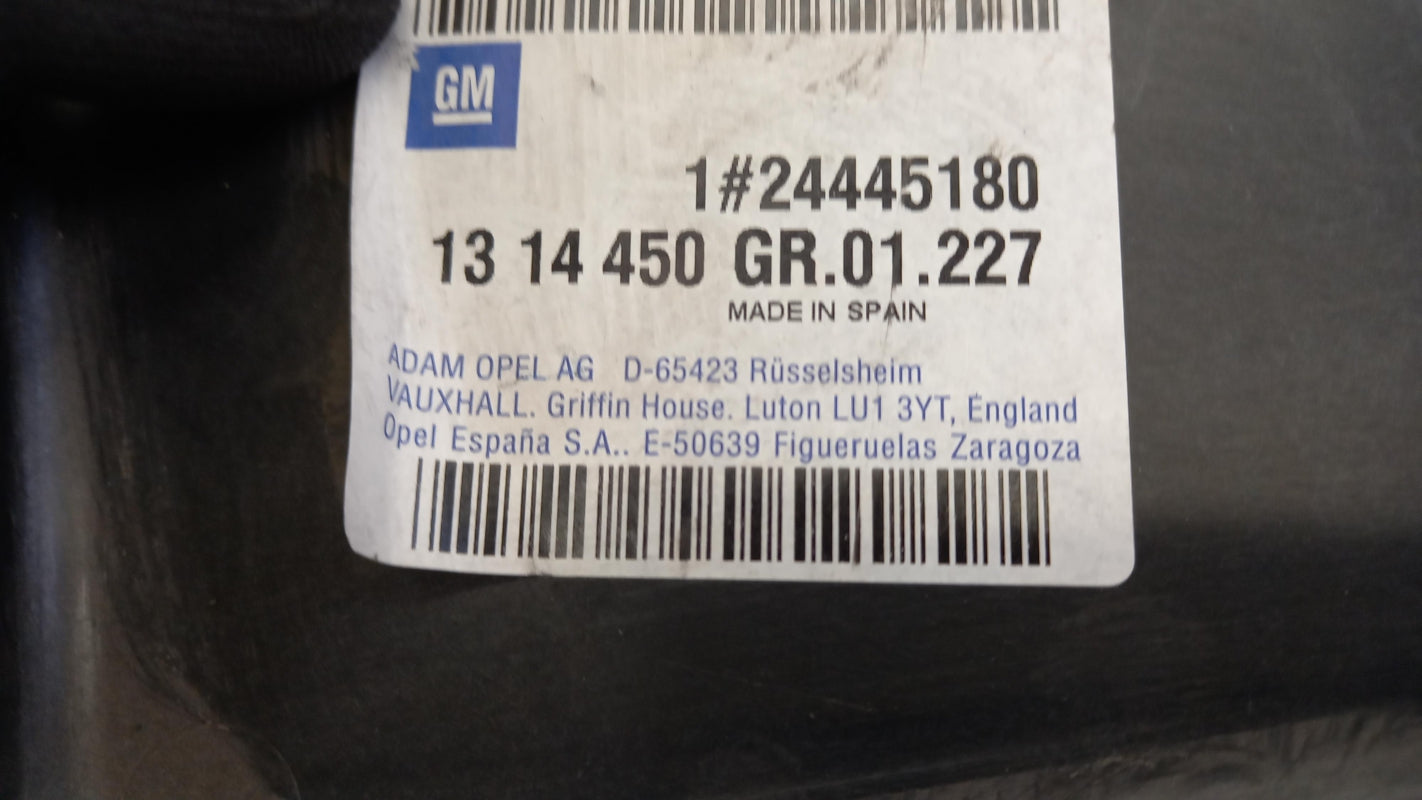 GM
1#24445180
13 14 450 GR.01.227
MADE IN SPAIN
ADAM OPEL AG D-65423 Rüsselsheim
VAUXHALL. Griffin House. Luton LU1 3YT, England
Opel España S.A.. E-50639 Figueruelas Zaragoza